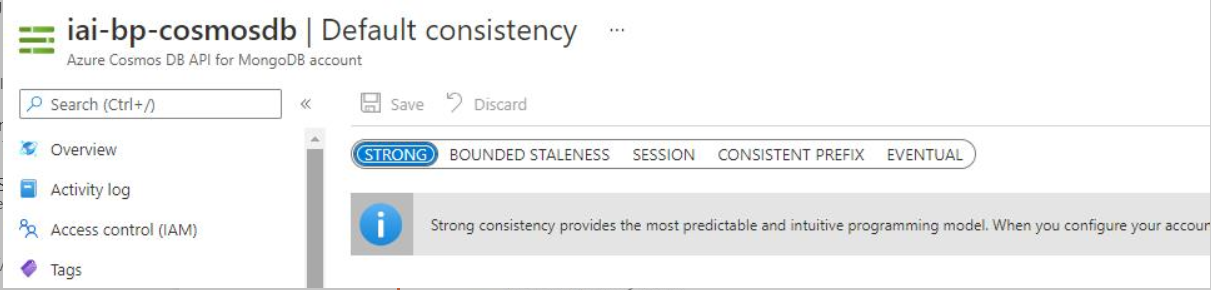 iai-bp-cosmosdb | Default consistency ...
Azure Cosmos DB API for MongoDB account
Search (Ctrl+/) «
Save Discard
Overview
STRONG BOUNDED STALENESS SESSION CONSISTENT PREFIX EVENTUAL
Activity log
Access control (IAM)
Strong consistency provides the most predictable and intuitive programming model. When you configure your accoun
Tags